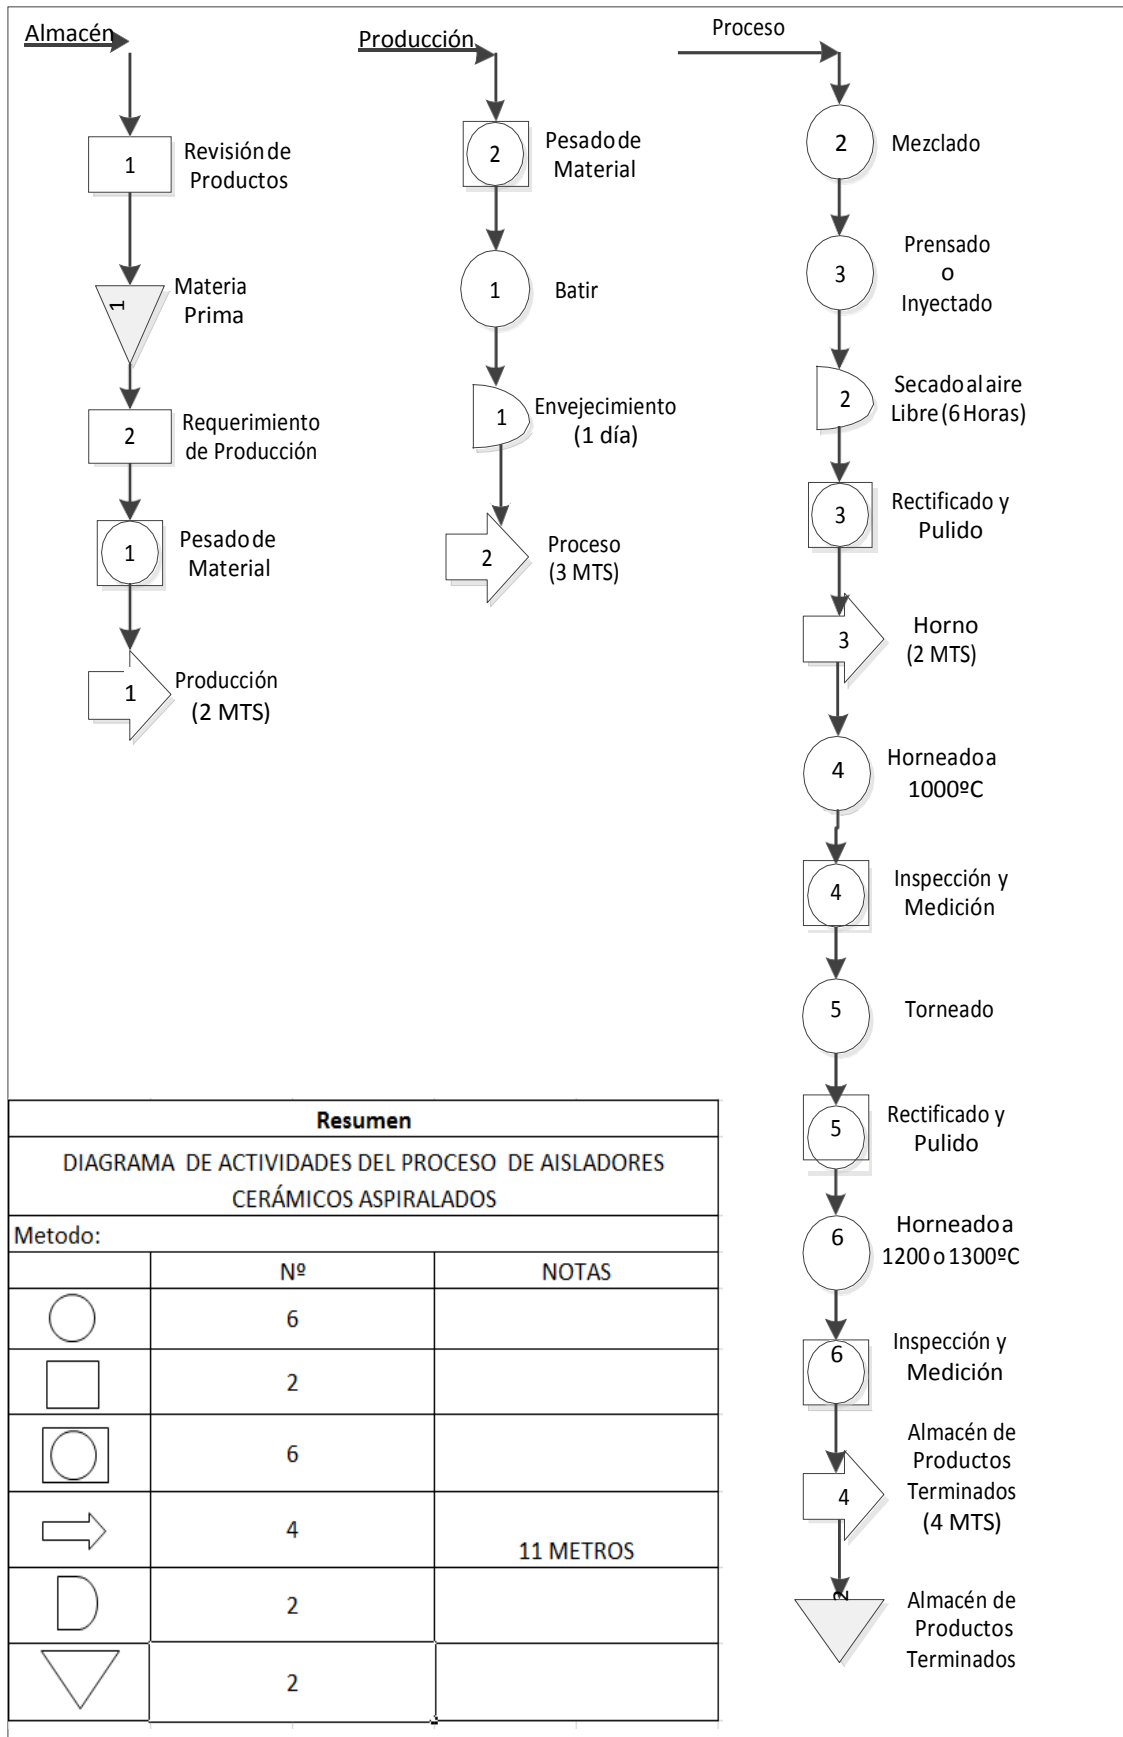 Almacén
1
Revisión de
Productos
1
Materia
Prima
2
Requerimiento
de Producción
1
Pesado de
Material
1
Producción
(2 MTS)
Producción
2
Pesado de
Material
1
Batir
1
Envejecimiento
(1 día)
2
Proceso
(3 MTS)
Proceso
2
Mezclado
3
Prensado
o
Inyectado
2
Secado al aire
Libre (6 Horas)
3
Rectificado y
Pulido
3
Horno
(2 MTS)
4
Horneado a
1000ºC
4
Inspección y
Medición
5
Torneado
5
Rectificado y
Pulido
6
Horneado a
1200 o 1300ºC
6
Inspección y
Medición
4
Almacén de
Productos
Terminados
(4 MTS)
2
Almacén de
Productos
Terminados
Resumen
DIAGRAMA DE ACTIVIDADES DEL PROCESO DE AISLADORES
CERÁMICOS ASPIRALADOS
Metodo:
Nº NOTAS
6
2
6
4 11 METROS
2
2